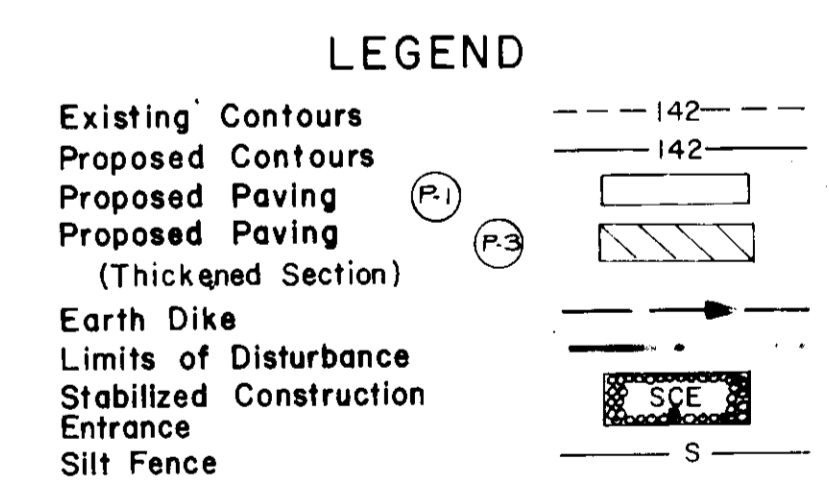 LEGEND
Existing Contours — — — 142 — — —
Proposed Contours —— 142 ——
Proposed Paving P-1
Proposed Paving P-3
(Thickened Section)
Earth Dike
Limits of Disturbance
Stabilized Construction SCE
Entrance
Silt Fence —— S ——